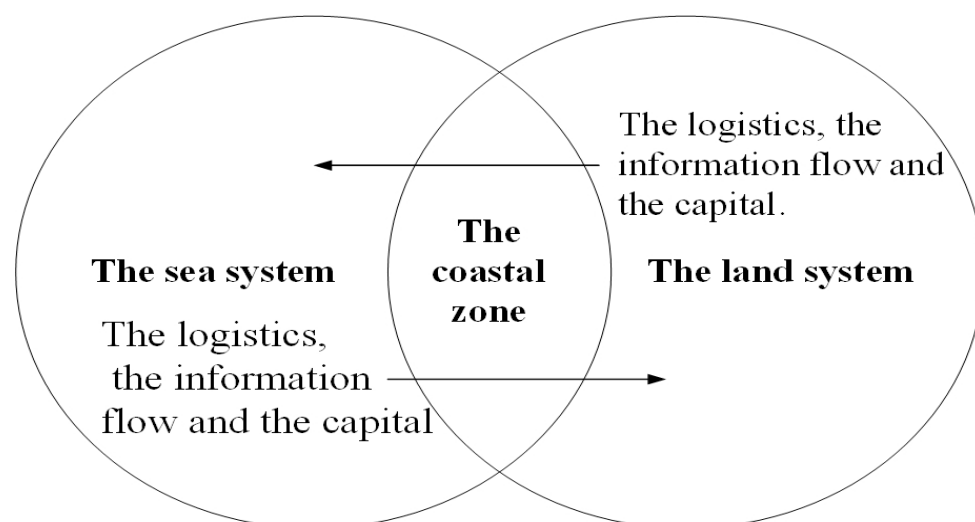 The logistics, the
information flow and
the capital.
The
coastal
zone
The sea system
The land system
The logistics,
the information
flow and the capital